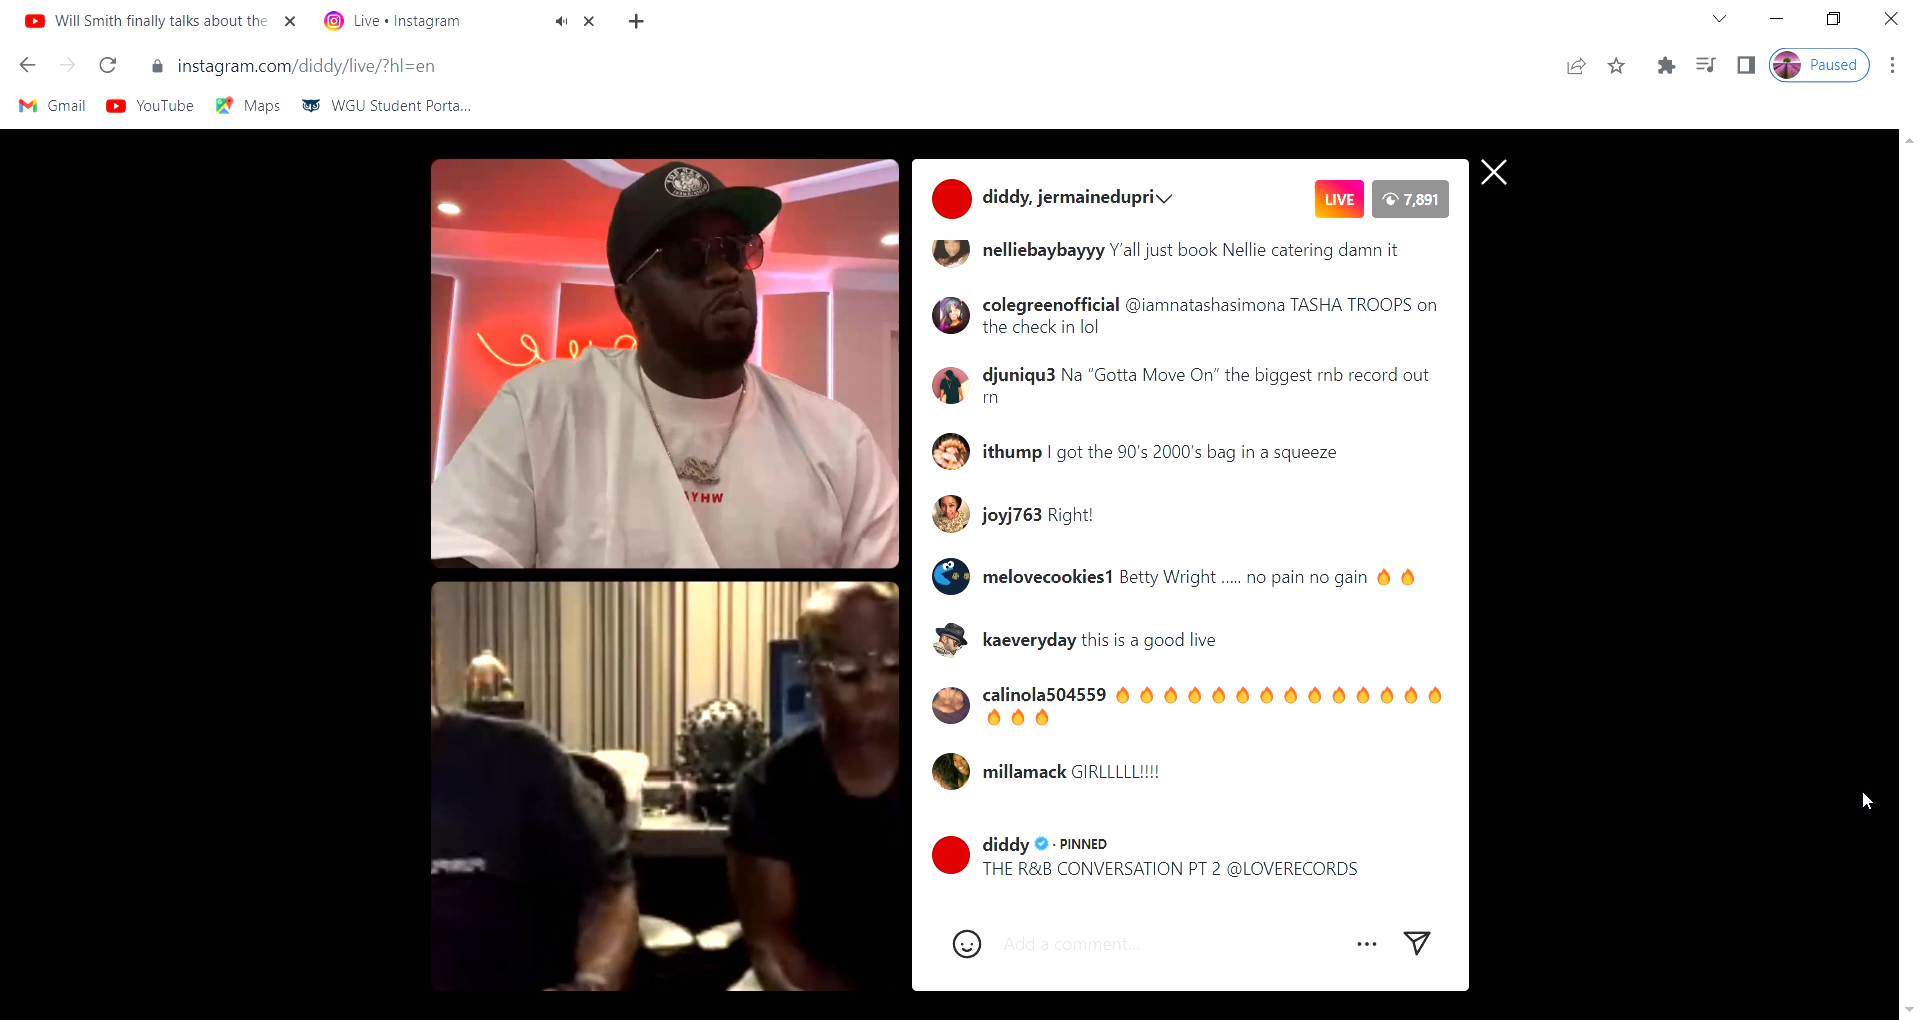 Will Smith finally talks about the
Live • Instagram
instagram.com/diddy/live/?hl=en
Paused
Gmail
YouTube
Maps
WGU Student Porta...
diddy, jermainedupri
LIVE
7,891
nelliebaybayyy Y'all just book Nellie catering damn it
colegreenofficial @iamnatashasimona TASHA TROOPS on
the check in lol
djuniqu3 Na “Gotta Move On” the biggest rnb record out
rn
ithump I got the 90's 2000's bag in a squeeze
joyj763 Right!
melovecookies1 Betty Wright ..... no pain no gain 🔥 🔥
kaeveryday this is a good live
calinola504559 🔥 🔥 🔥 🔥 🔥 🔥 🔥 🔥 🔥 🔥 🔥 🔥 🔥 🔥
🔥 🔥 🔥
millamack GIRLLLLL!!!!
diddy · PINNED
THE R&B CONVERSATION PT 2 @LOVERECORDS
Add a comment...
YHW